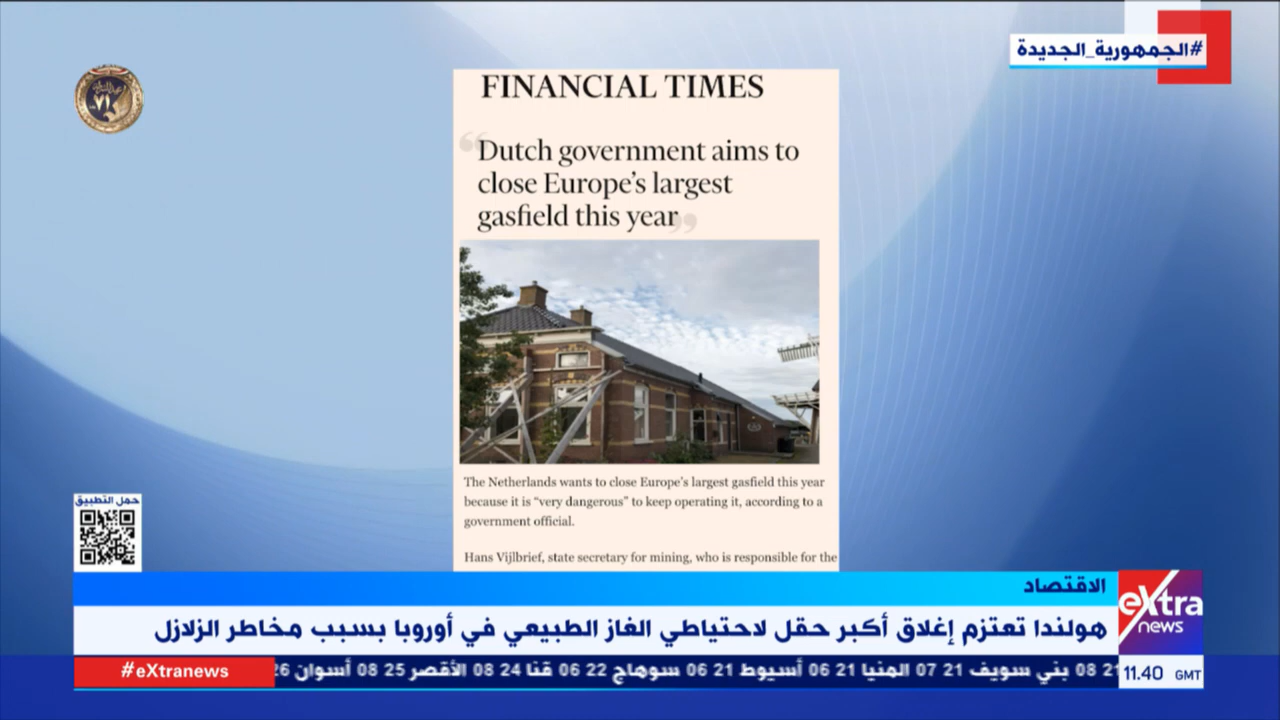 #الجمهورية_الجديدة
FINANCIAL TIMES
“Dutch government aims to
close Europe’s largest
gasfield this year”
The Netherlands wants to close Europe’s largest gasfield this year
because it is “very dangerous” to keep operating it, according to a
government official.
Hans Vijlbrief, state secretary for mining, who is responsible for the
حمل التطبيق
الاقتصاد
هولندا تعتزم إغلاق أكبر حقل لاحتياطي الغاز الطبيعي في أوروبا بسبب مخاطر الزلازل
eXtra
news
#eXtranews
21 08 بني سويف 21 07 المنيا 21 06 أسيوط 21 06 سوهاج 22 06 قنا 24 08 الأقصر 25 08 أسوان 26
11.40 GMT